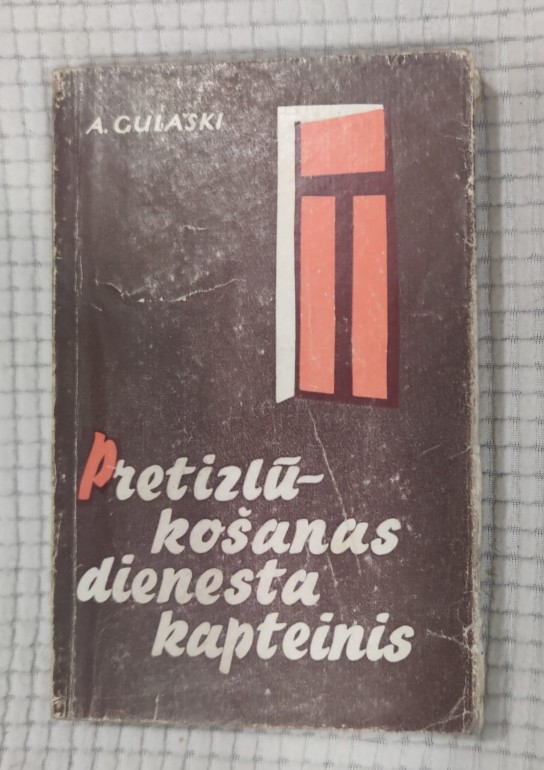 A. GULAŠKI
Pretizlū-
košanas
dienesta
kapteinis